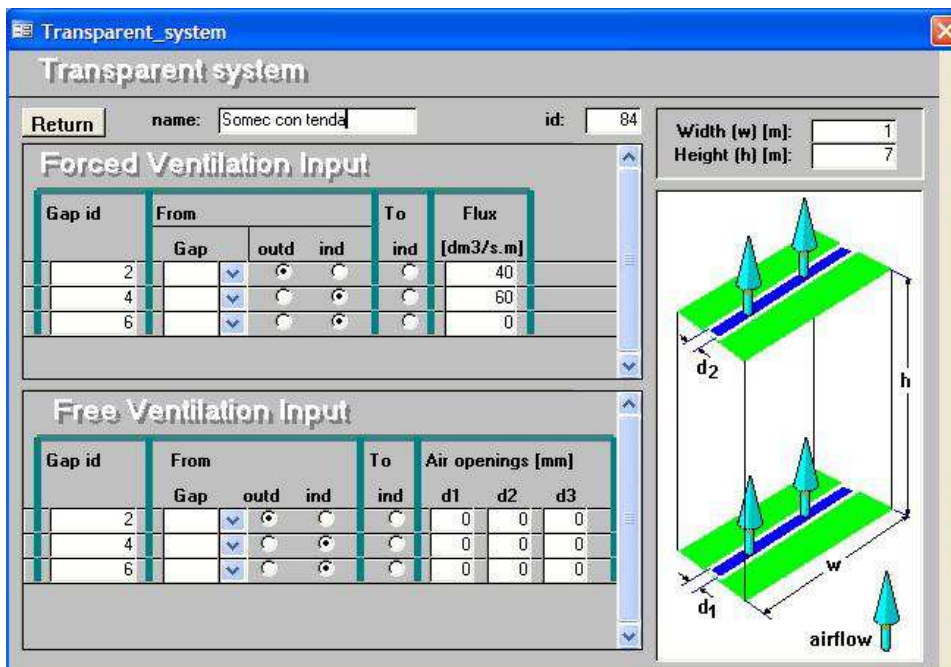 Transparent_system
Transparent system
Return name: Somec con tenda id: 84
Width (w) [m]: 1
Height (h) [m]: 7
Forced Ventilation Input
Gap id From To Flux
Gap outd ind ind [dm3/s.m]
2 40
4 60
6 0
Free Ventilation Input
Gap id From To Air openings [mm]
Gap outd ind ind d1 d2 d3
2 0 0 0
4 0 0 0
6 0 0 0
d2
h
w
d1
airflow